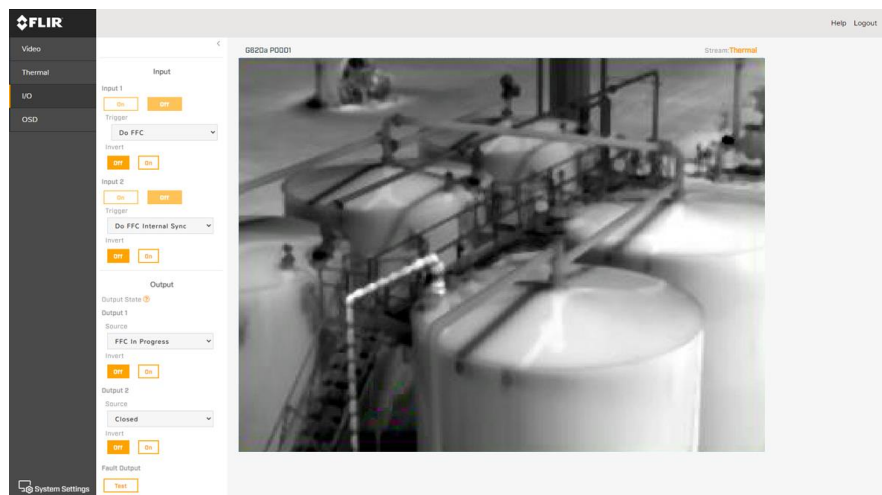 FLIR
Help Logout
Video
Thermal
I/O
OSD
System Settings
<
Input
Input 1
On Off
Trigger
Do FFC
Invert
Off On
Input 2
On Off
Trigger
Do FFC Internal Sync
Invert
Off On
Output
Output State ?
Output 1
Source
FFC In Progress
Invert
Off On
Output 2
Source
Closed
Invert
Off On
Fault Output
Test
G620a P0001
Stream:Thermal